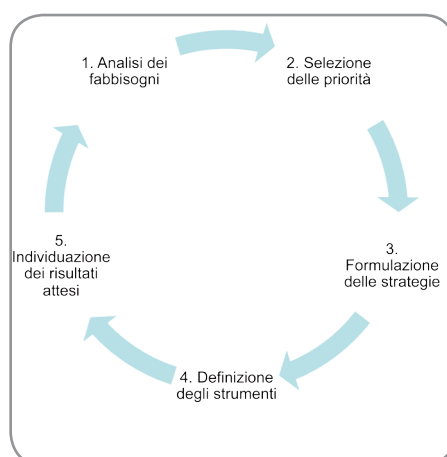 1. Analisi dei
fabbisogni
2. Selezione
delle priorità
3.
Formulazione
delle strategie
4. Definizione
degli strumenti
5.
Individuazione
dei risultati
attesi